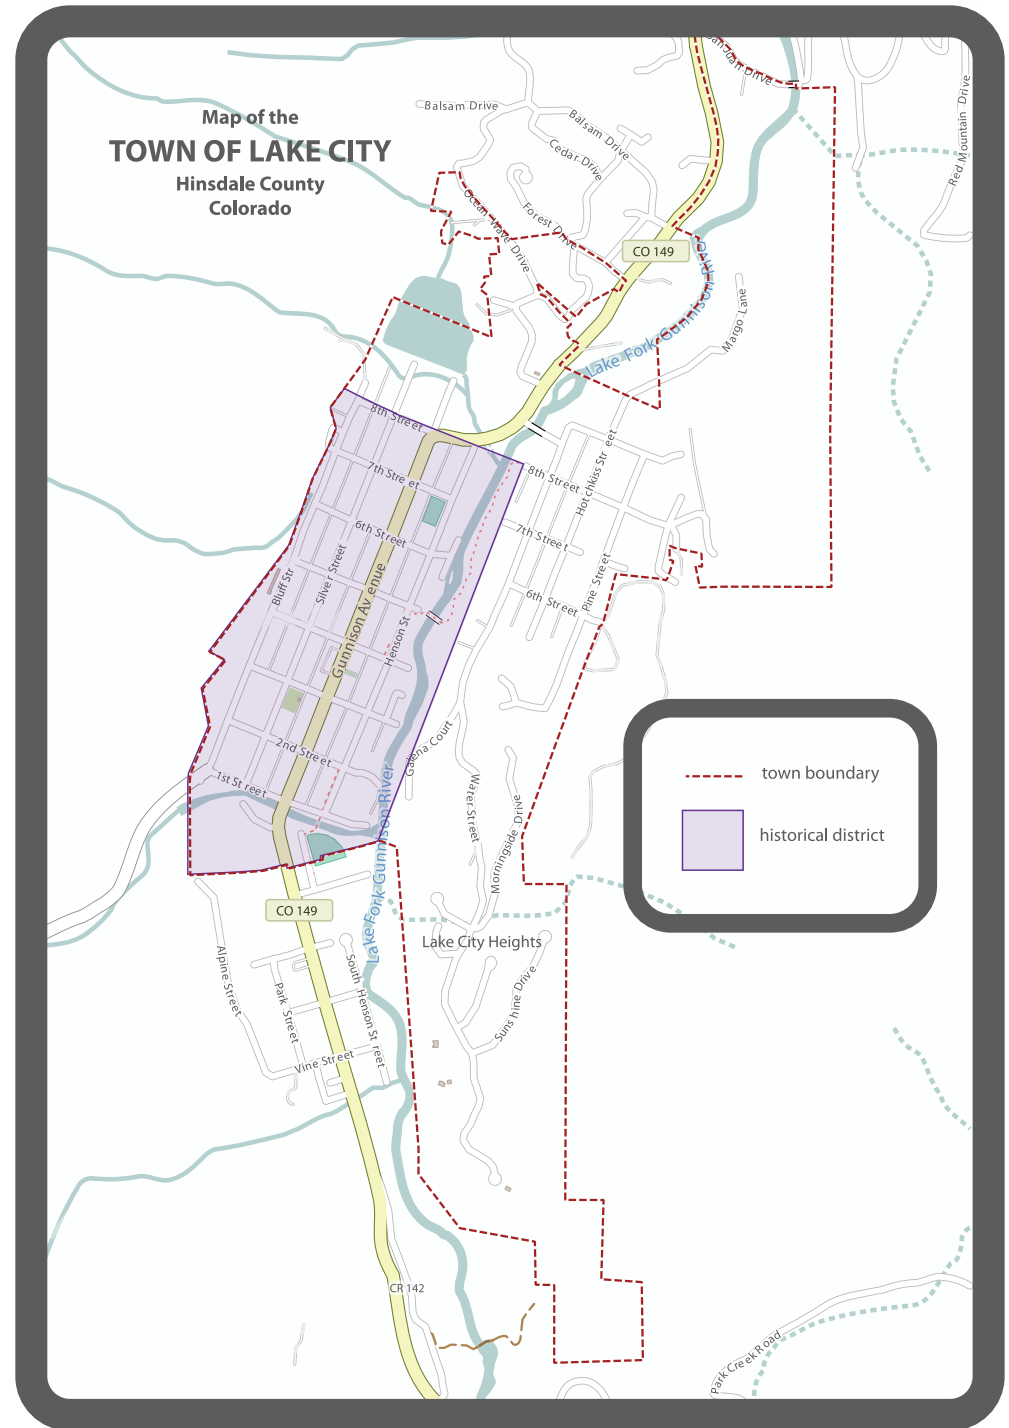 Map of the
TOWN OF LAKE CITY
Hinsdale County
Colorado
San Juan Drive
Red Mountain Drive
Balsam Drive
Balsam Drive
Cedar Drive
Ocean Wave Drive
Forest Drive
CO 149
Lake Fork Gunnison River
Margo Lane
8th Street
7th Street
6th Street
Hotchkiss Street
8th Street
7th Street
6th Street
Pine Street
Bluff Str
Silver Street
Gunnison Avenue
Henson St
2nd Street
1st Street
Galena Court
Water Street
Morningside Drive
Lake Fork Gunnison River
town boundary
historical district
CO 149
Lake City Heights
Alpine Street
Park Street
South Henson Street
Vine Street
Sunshine Drive
CR 142
Park Creek Road